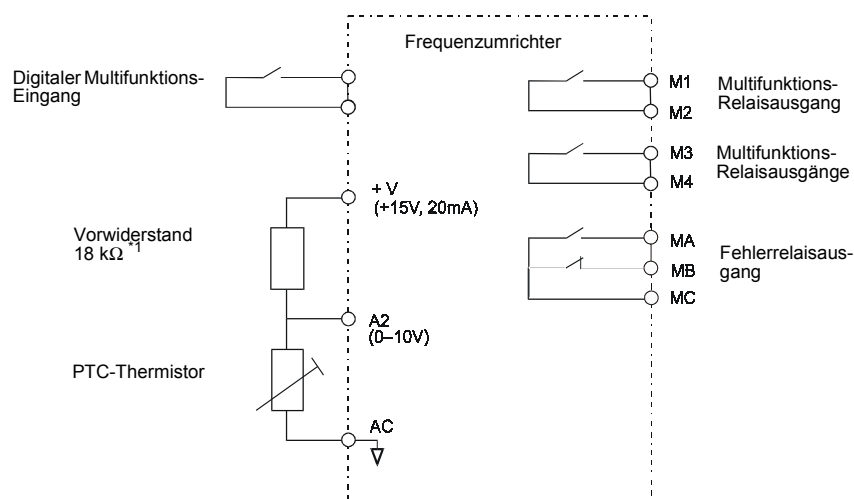 Frequenzumrichter
Digitaler Multifunktions-
Eingang
M1
M2
Multifunktions-
Relaisausgang
M3
M4
Multifunktions-
Relaisausgänge
+ V
(+15V, 20mA)
Vorwiderstand
18 kΩ *1
MA
MB
MC
Fehlerrelaisaus-
gang
A2
(0–10V)
PTC-Thermistor
AC